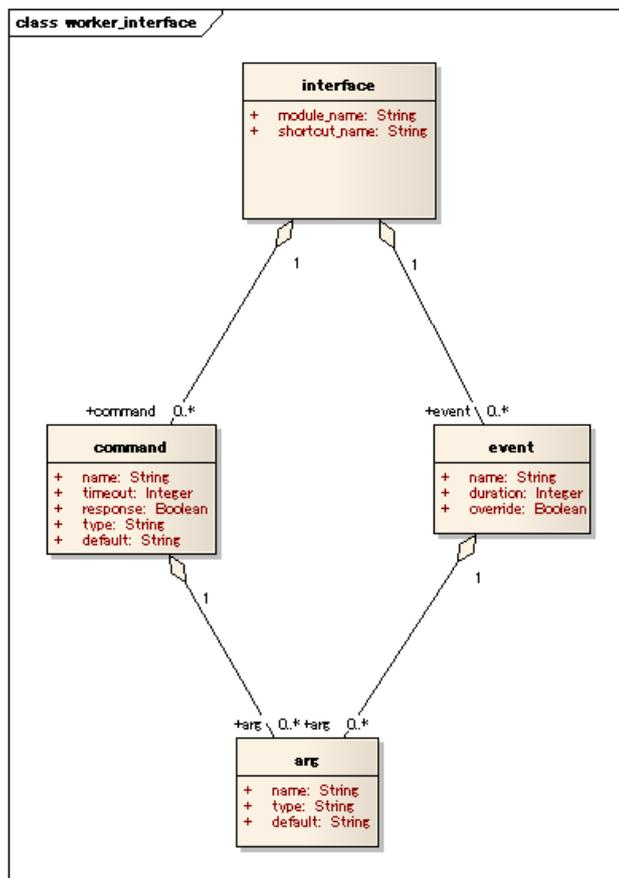 class worker_interface
interface
+ module_name: String
+ shortcut_name: String
1
1
+command 0..*
+event 0..*
command
+ name: String
+ timeout: Integer
+ response: Boolean
+ type: String
+ default: String
event
+ name: String
+ duration: Integer
+ override: Boolean
1
1
+arg 0..* +arg 0..*
arg
+ name: String
+ type: String
+ default: String